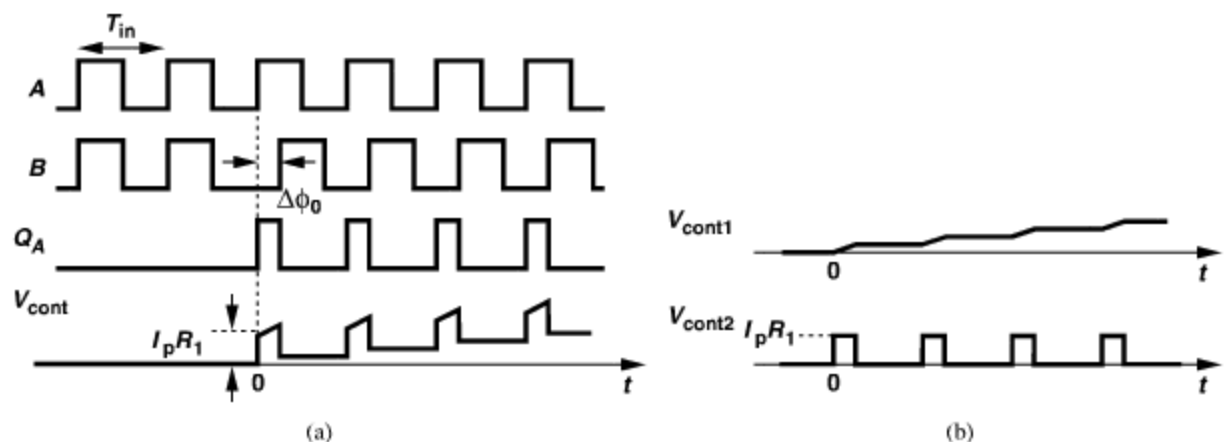 T_in
A
B
Δϕ_0
Q_A
V_cont
I_pR_1
0
t
(a)
V_cont1
0
t
V_cont2
I_pR_1
0
t
(b)